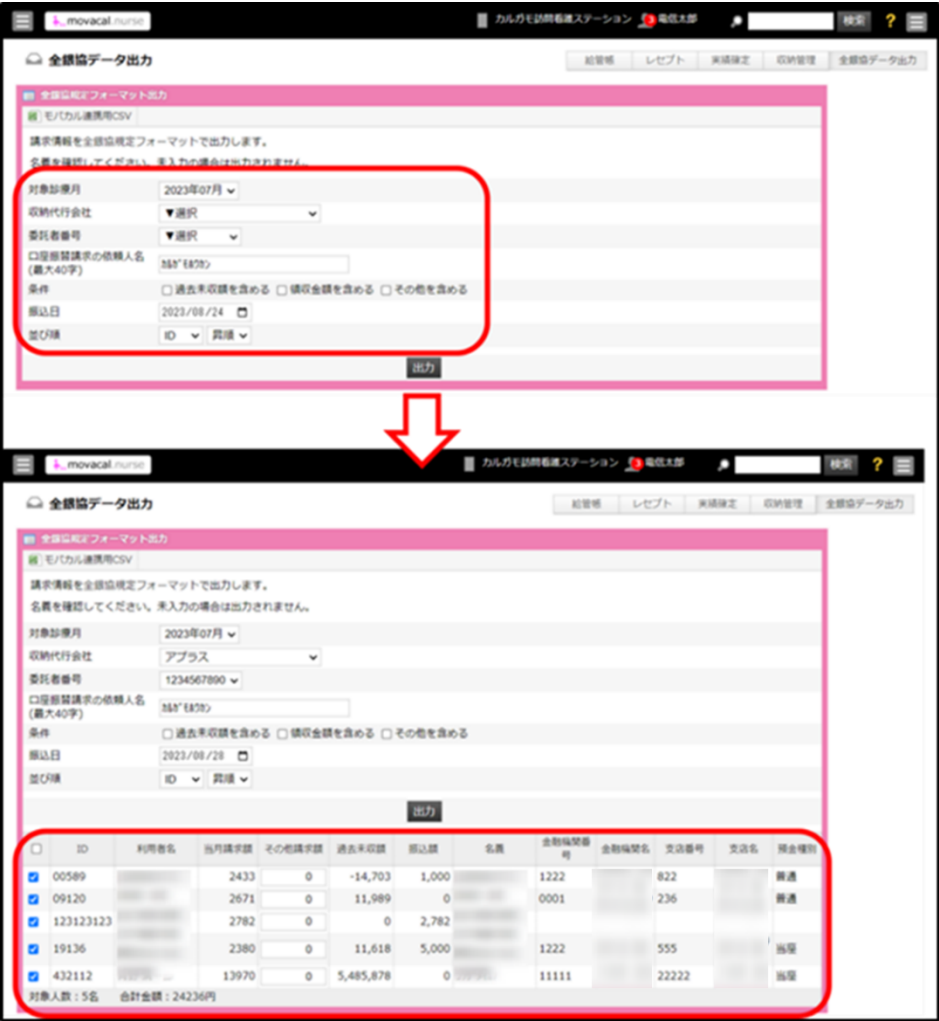 movacal.nurse カルガモ訪問看護ステーション 3 電信太郎 検索 ?
全銀協データ出力 給管帳 レセプト 実績確定 収納管理 全銀協データ出力
全銀協規定フォーマット出力
モバカル連携用CSV
請求情報を全銀協規定フォーマットで出力します。
名義を確認してください。未入力の場合は出力されません。
対象診療月 2023年07月
収納代行会社 ▼選択
委託者番号 ▼選択
口座振替請求の依頼人名
(最大40字)
条件 過去未収額を含める 領収金額を含める その他を含める
振込日 2023/08/24
並び順 ID 昇順
出力
movacal.nurse カルガモ訪問看護ステーション 3 電信太郎 検索 ?
全銀協データ出力 給管帳 レセプト 実績確定 収納管理 全銀協データ出力
全銀協規定フォーマット出力
モバカル連携用CSV
請求情報を全銀協規定フォーマットで出力します。
名義を確認してください。未入力の場合は出力されません。
対象診療月 2023年07月
収納代行会社 アプラス
委託者番号 1234567890
口座振替請求の依頼人名
(最大40字)
条件 過去未収額を含める 領収金額を含める その他を含める
振込日 2023/08/28
並び順 ID 昇順
出力
ID 利用者名 当月請求額 その他請求額 過去未収額 振込額 名義 金融機関番号 金融機関名 支店番号 支店名 預金種別
00589 2433 0 -14,703 1,000 1222 822 普通
09120 2671 0 11,989 0 0001 236 普通
123123123 2782 0 0 2,782
19136 2380 0 11,618 5,000 1222 555 当座
432112 13970 0 5,485,878 0 11111 22222 当座
対象人数：5名 合計金額：24236円